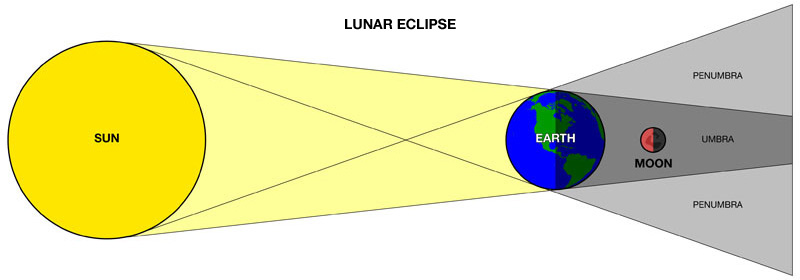 LUNAR ECLIPSE
PENUMBRA
SUN
EARTH
UMBRA
MOON
PENUMBRA